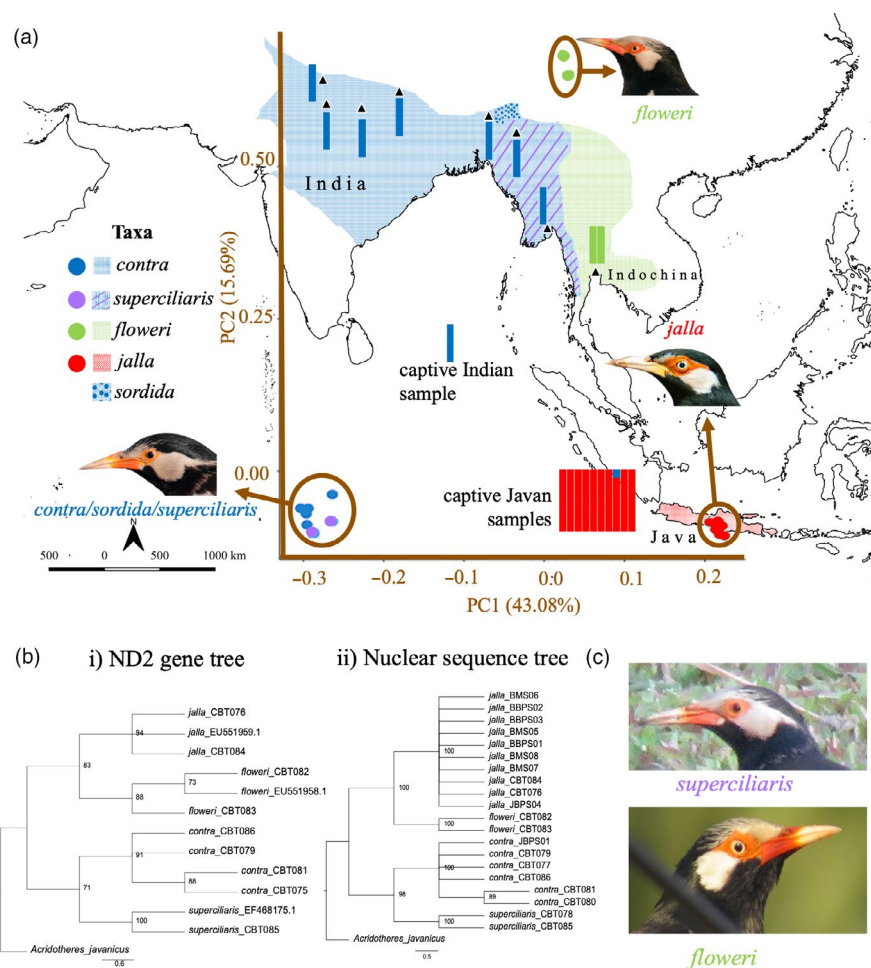 (a)
floweri
0.50
India
Taxa
contra
superciliaris
floweri
jalla
sordida
PC2 (15.69%)
Indochina
0.25
jalla
captive Indian
sample
0.00
captive Javan
samples
contra/sordida/superciliaris
N
500 0 500 1000 km
Java
−0.3 −0.2 −0.1 0:0 0.1 0.2
PC1 (43.08%)
(b)
i) ND2 gene tree
jalla_CBT076
jalla_EU551959.1
94
jalla_CBT084
83
floweri_CBT082
73
floweri_EU551958.1
88
floweri_CBT083
contra_CBT086
contra_CBT079
91
contra_CBT081
88
contra_CBT075
71
superciliaris_EF468175.1
100
superciliaris_CBT085
Acridotheres_javanicus
0.6
ii) Nuclear sequence tree
jalla_BMS06
jalla_BBPS02
jalla_BBPS03
jalla_BMS05
jalla_BBPS01
100
jalla_BMS08
jalla_BMS07
jalla_CBT084
100
jalla_CBT076
jalla_JBPS04
floweri_CBT082
100
floweri_CBT083
contra_JBPS01
contra_CBT079
contra_CBT077
100
contra_CBT086
98
contra_CBT081
89
contra_CBT080
superciliaris_CBT078
100
superciliaris_CBT085
Acridotheres_javanicus
0.5
(c)
superciliaris
floweri